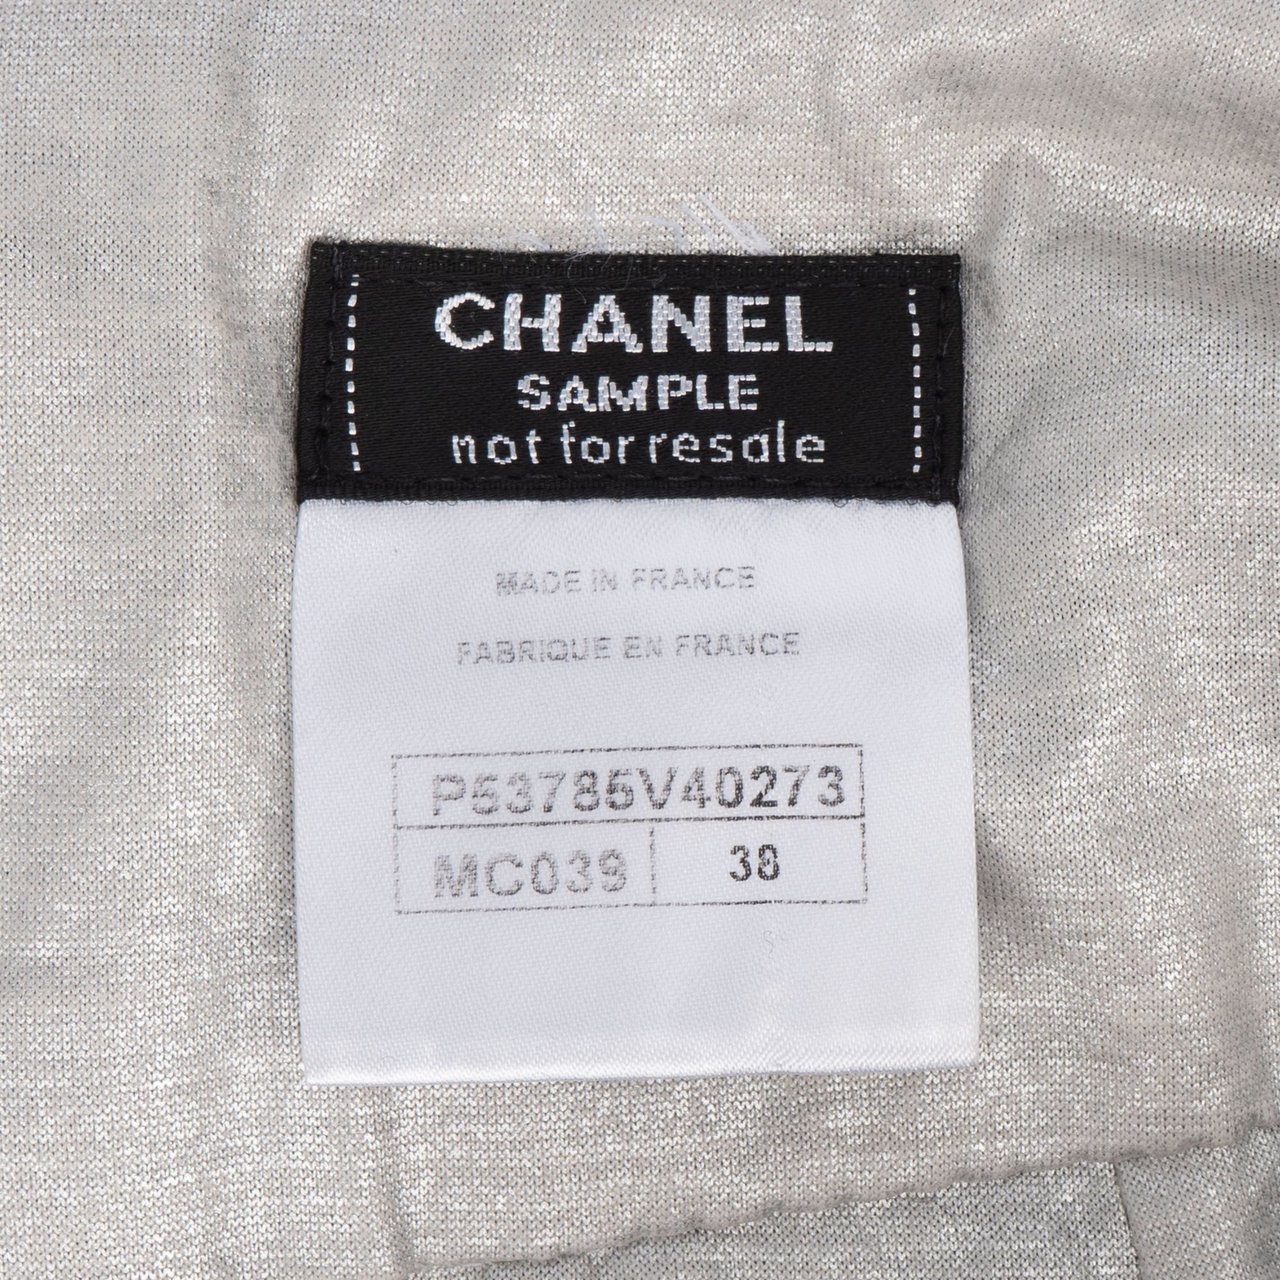 CHANEL
SAMPLE
not for resale
MADE IN FRANCE
FABRIQUE EN FRANCE
P53785V40273
MC039 38